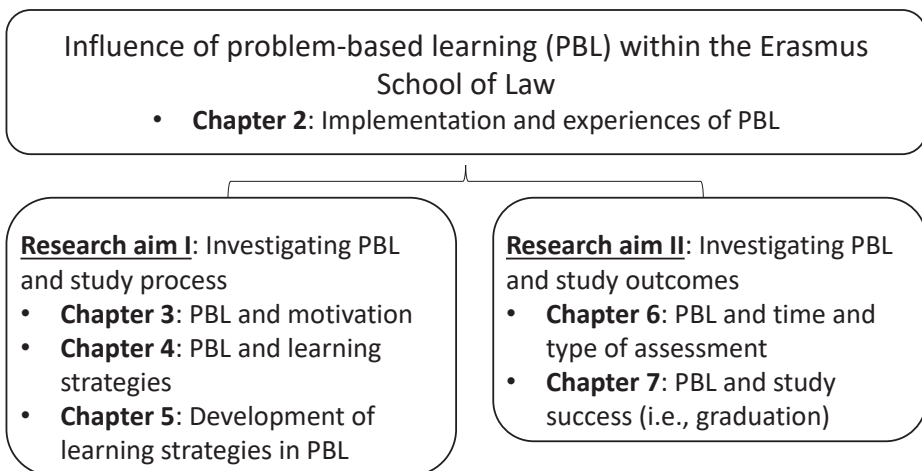 Influence of problem-based learning (PBL) within the Erasmus
School of Law
• Chapter 2: Implementation and experiences of PBL
Research aim I: Investigating PBL
and study process
• Chapter 3: PBL and motivation
• Chapter 4: PBL and learning
strategies
• Chapter 5: Development of
learning strategies in PBL
Research aim II: Investigating PBL
and study outcomes
• Chapter 6: PBL and time and
type of assessment
• Chapter 7: PBL and study
success (i.e., graduation)